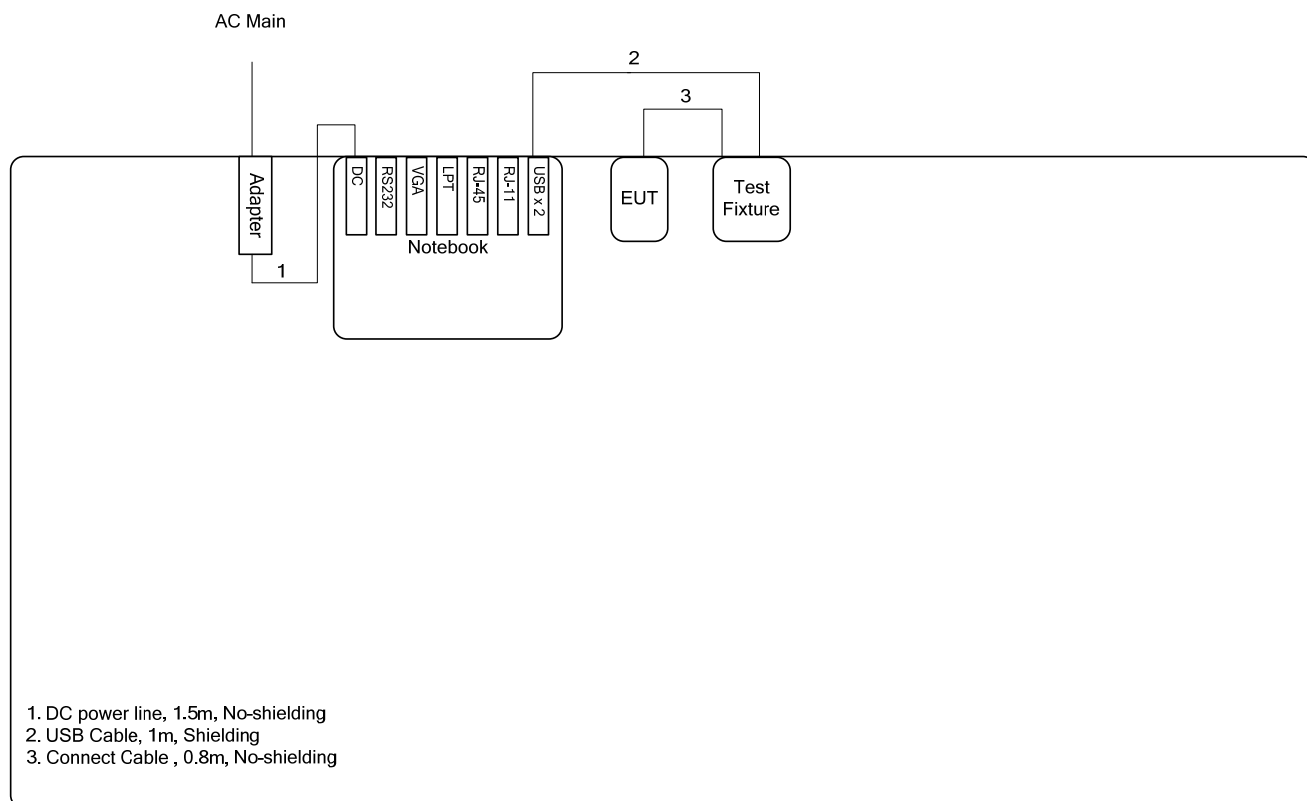 AC Main
2
3
Adapter
DC
RS232
VGA
LPT
RJ-45
RJ-11
USB x 2
EUT
Test
Fixture
Notebook
1
1. DC power line, 1.5m, No-shielding
2. USB Cable, 1m, Shielding
3. Connect Cable , 0.8m, No-shielding